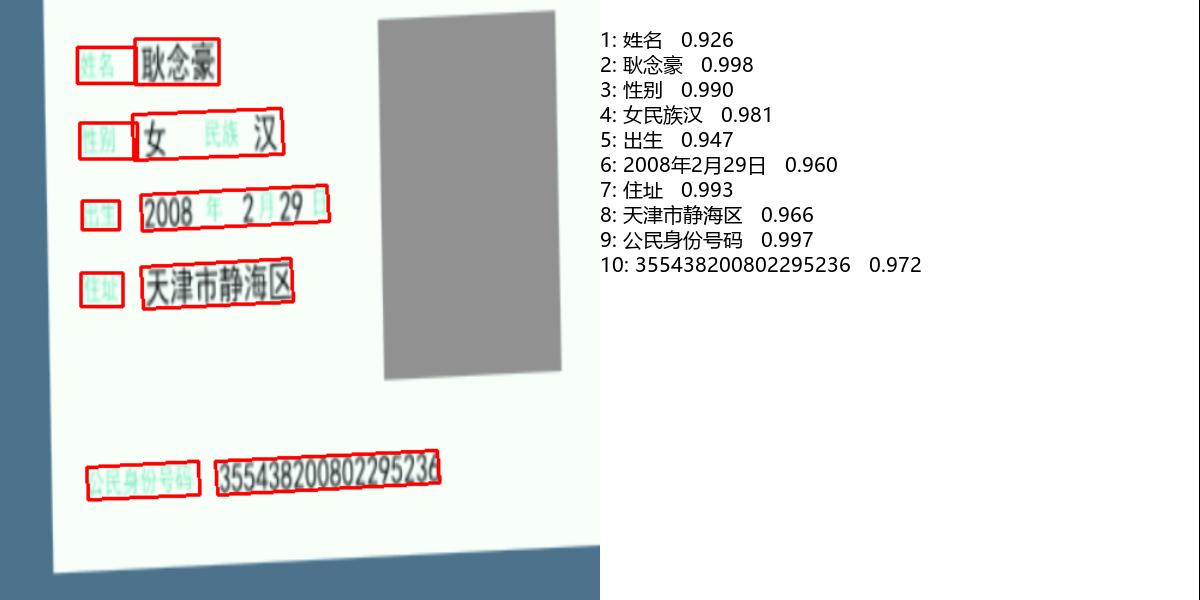 姓名 耿念豪
性别 女 民族 汉
出生 2008 年 2 月 29 日
住址 天津市静海区
公民身份号码 355438200802295236
1: 姓名 0.926
2: 耿念豪 0.998
3: 性别 0.990
4: 女民族汉 0.981
5: 出生 0.947
6: 2008年2月29日 0.960
7: 住址 0.993
8: 天津市静海区 0.966
9: 公民身份号码 0.997
10: 355438200802295236 0.972